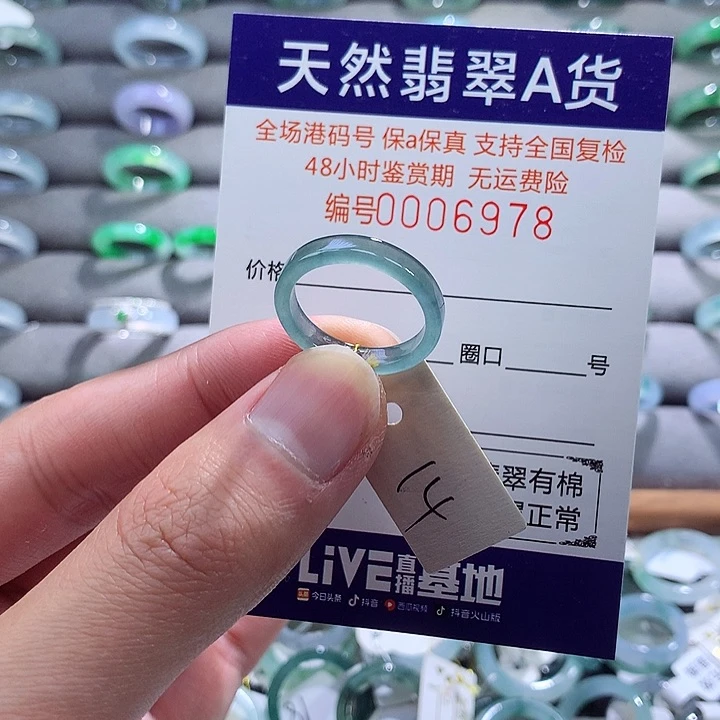 天然翡翠A货
全场港码号 保a保真 支持全国复检
48小时鉴赏期 无运费险
编号0006978
价格
圈口 号
翠有棉
正常
LiVE直播基地
今日头条 抖音 西瓜视频 抖音火山版